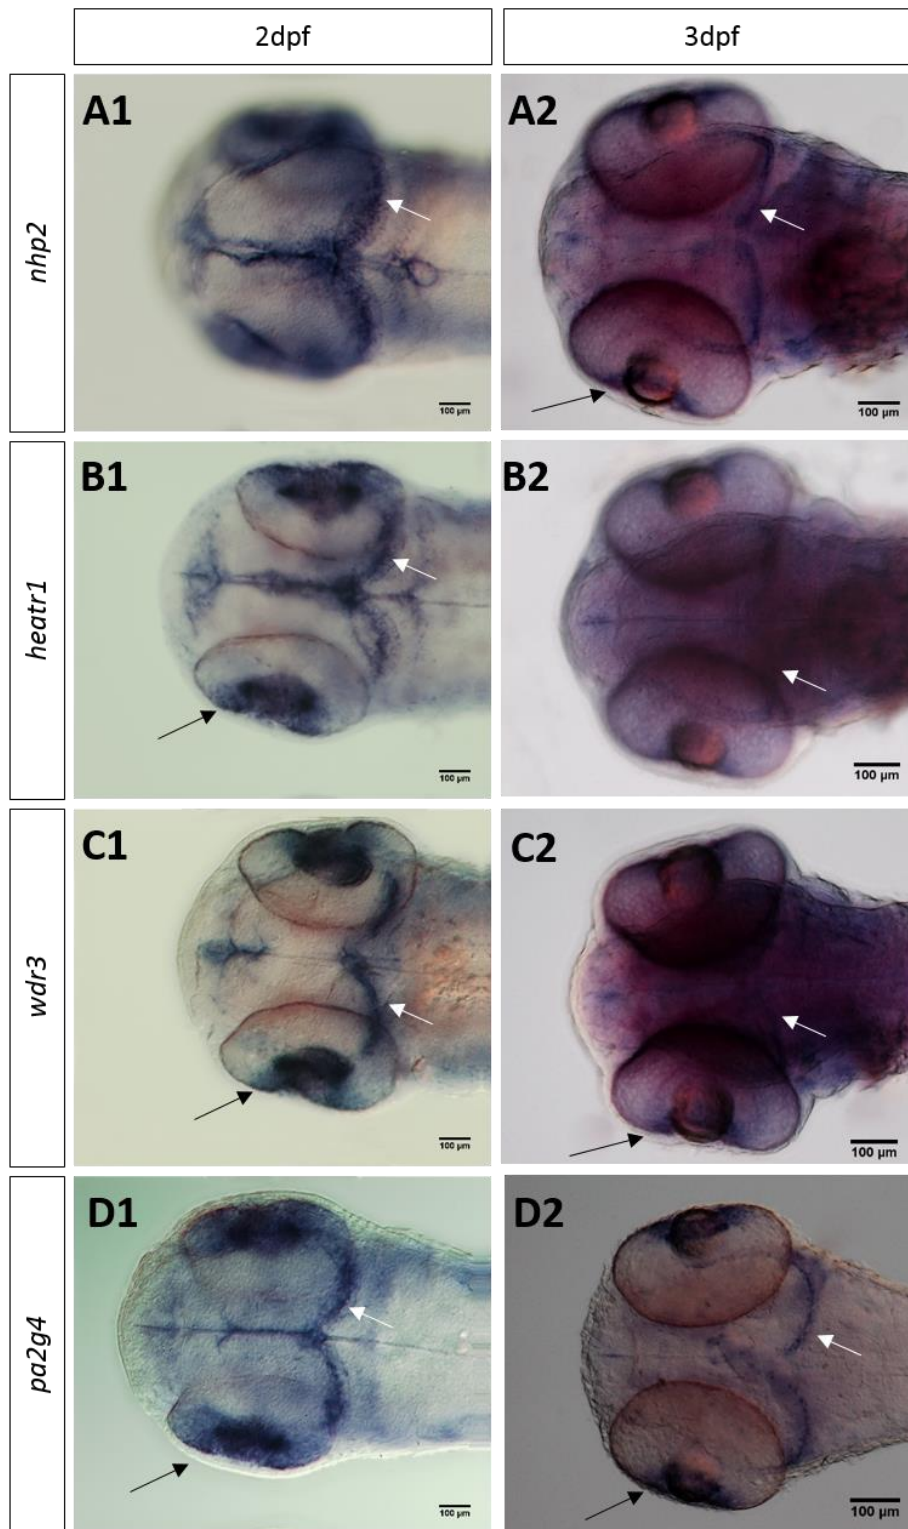 2dpf
3dpf
nhp2
A1
100 µm
A2
100 µm
heatr1
B1
100 µm
B2
100 µm
wdr3
C1
100 µm
C2
100 µm
pa2g4
D1
100 µm
D2
100 µm